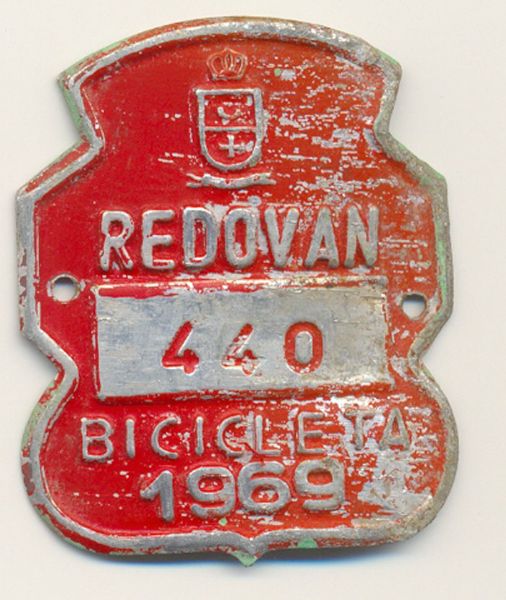 REDOVAN
440
BICICLETA
1969